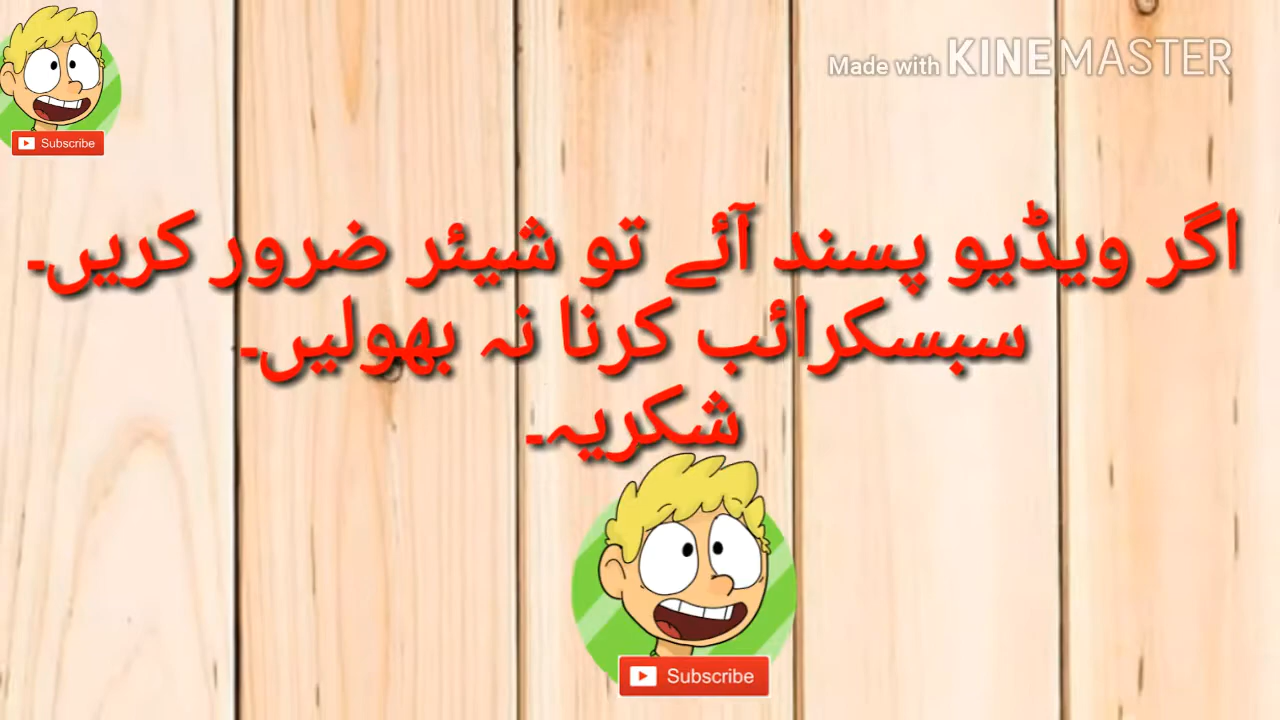 Subscribe
Made with KINEMASTER
اگر ویڈیو پسند آئے تو شیئر ضرور کریں۔
سبسکرائب کرنا نہ بھولیں۔
شکریہ۔
Subscribe